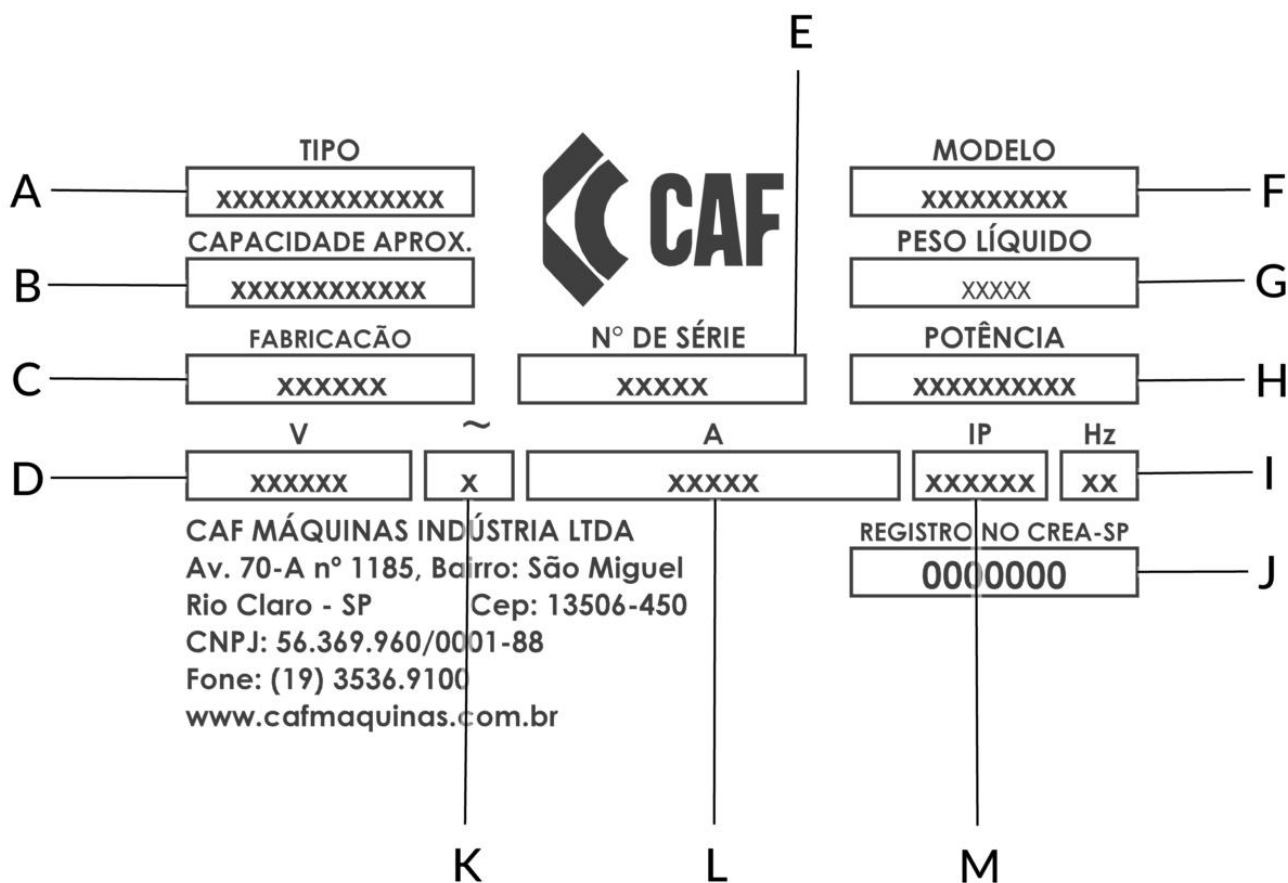 E
TIPO
MODELO
A xxxxxxxxxxxxxx CAF xxxxxxxxx F
CAPACIDADE APROX. PESO LÍQUIDO
B xxxxxxxxxxxx xxxxx G
FABRICACÃO Nº DE SÉRIE POTÊNCIA
C xxxxxx xxxxx xxxxxxxxxx H
V ~ A IP Hz
D xxxxxx x xxxxx xxxxxx xx I
CAF MÁQUINAS INDÚSTRIA LTDA
Av. 70-A nº 1185, Bairro: São Miguel
Rio Claro - SP Cep: 13506-450
CNPJ: 56.369.960/0001-88
Fone: (19) 3536.9100
www.cafmaquinas.com.br
REGISTRO NO CREA-SP
0000000 J
K L M